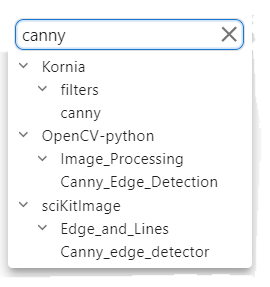 canny
Kornia
filters
canny
OpenCV-python
Image_Processing
Canny_Edge_Detection
sciKitImage
Edge_and_Lines
Canny_edge_detector